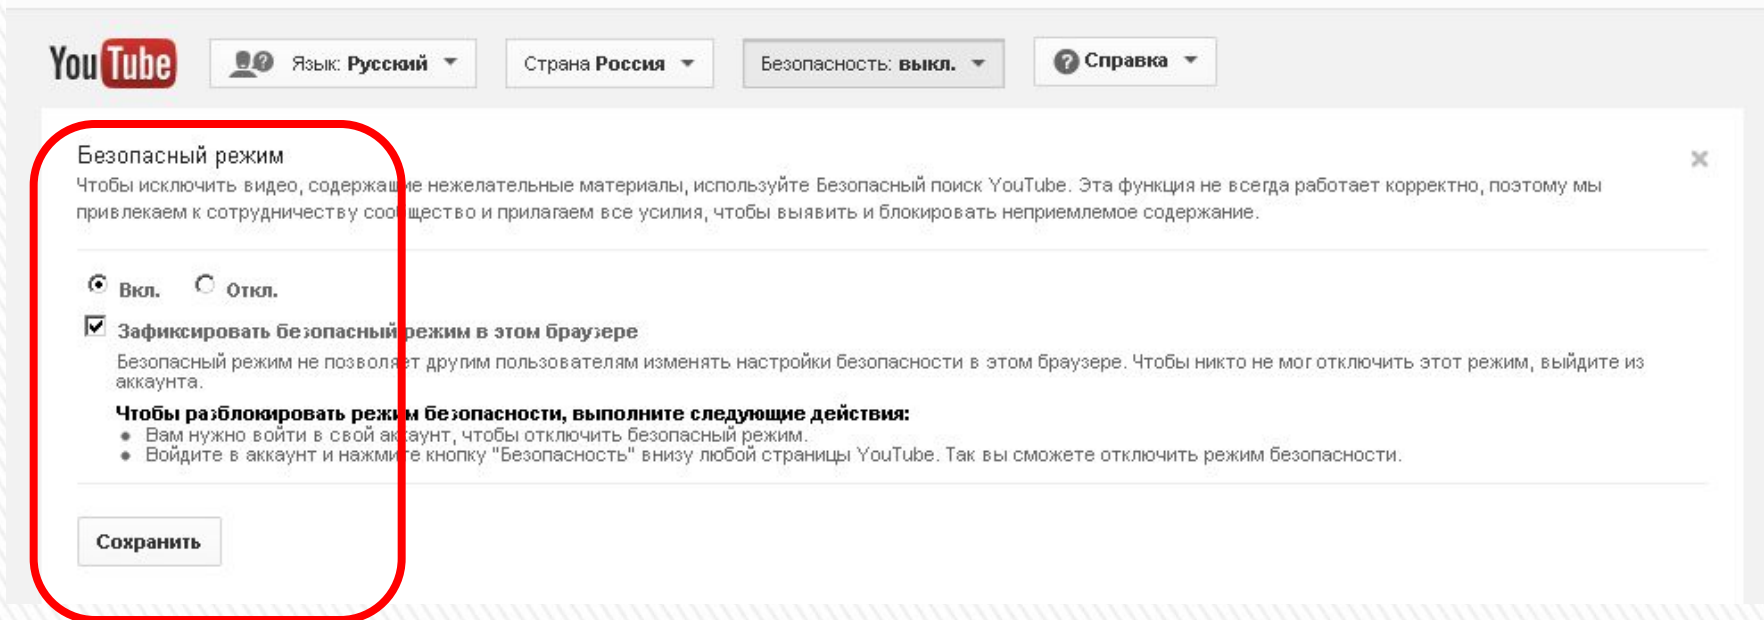 YouTube
Язык: Русский
Страна Россия
Безопасность: выкл.
Справка
Безопасный режим
Чтобы исключить видео, содержащие нежелательные материалы, используйте Безопасный поиск YouTube. Эта функция не всегда работает корректно, поэтому мы
привлекаем к сотрудничеству сообщество и прилагаем все усилия, чтобы выявить и блокировать неприемлемое содержание.
Вкл. Откл.
Зафиксировать безопасный режим в этом браузере
Безопасный режим не позволяет другим пользователям изменять настройки безопасности в этом браузере. Чтобы никто не мог отключить этот режим, выйдите из
аккаунта.
Чтобы разблокировать режим безопасности, выполните следующие действия:
Вам нужно войти в свой аккаунт, чтобы отключить безопасный режим.
Войдите в аккаунт и нажмите кнопку "Безопасность" внизу любой страницы YouTube. Так вы сможете отключить режим безопасности.
Сохранить